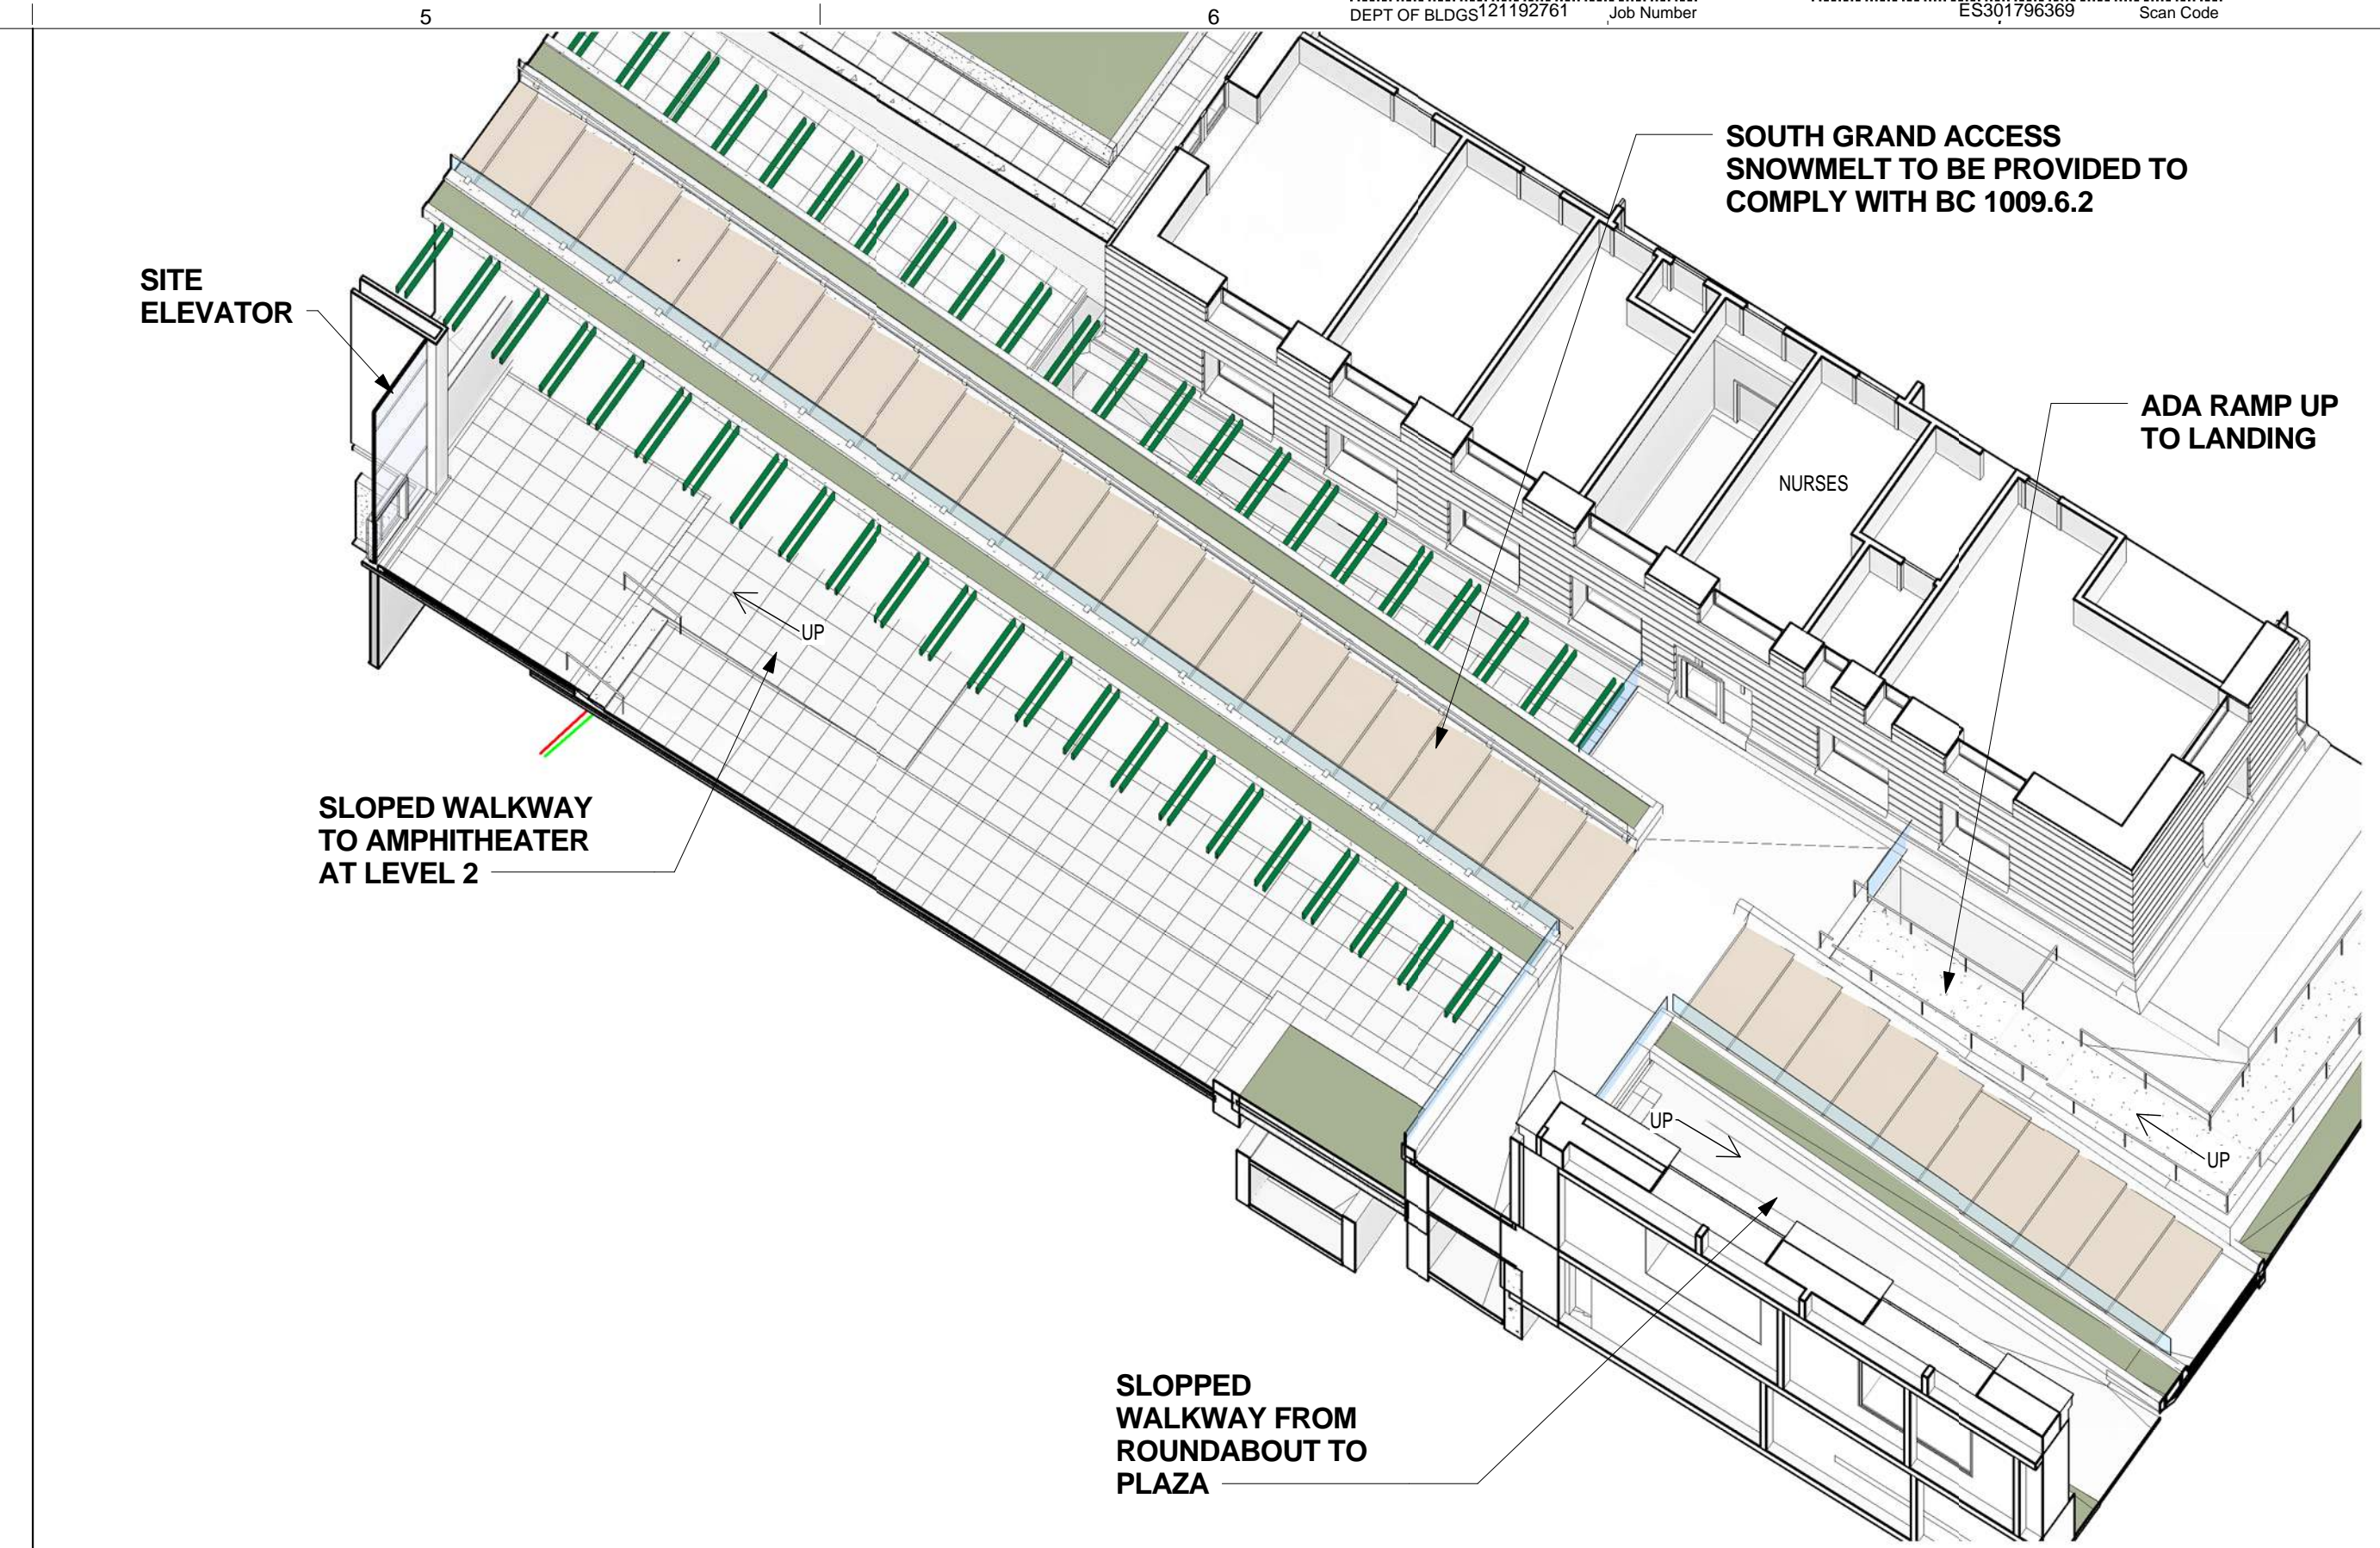 5
6
DEPT OF BLDGS121192761 Job Number
ES301796369 Scan Code
SOUTH GRAND ACCESS
SNOWMELT TO BE PROVIDED TO
COMPLY WITH BC 1009.6.2
SITE
ELEVATOR
ADA RAMP UP
TO LANDING
NURSES
UP
SLOPED WALKWAY
TO AMPHITHEATER
AT LEVEL 2
UP
UP
SLOPPED
WALKWAY FROM
ROUNDABOUT TO
PLAZA